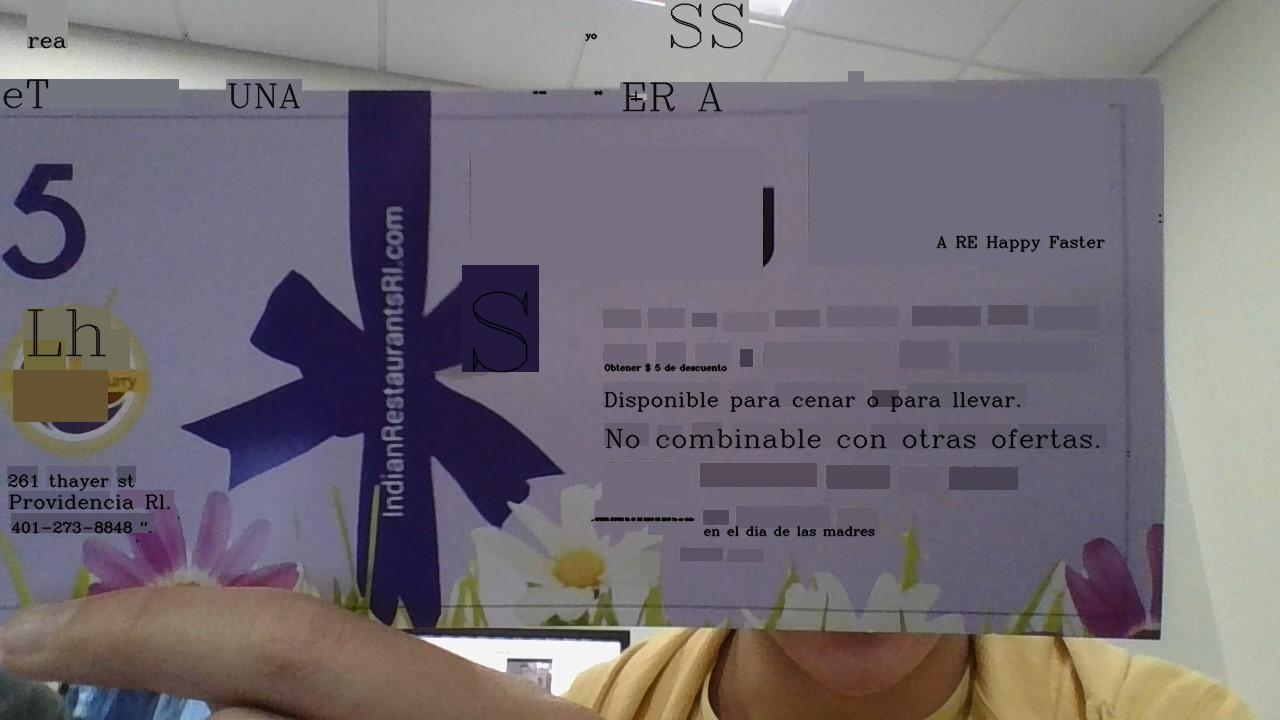 rea
yo
SS
eT
UNA
ER A
5
A RE Happy Faster
IndianRestaurantsRI.com
Lh
S
urry
Obtener $ 5 de descuento
Disponible para cenar o para llevar.
No combinable con otras ofertas.
261 thayer st
Providencia Rl.
401-273-8848 ".
en el dia de las madres